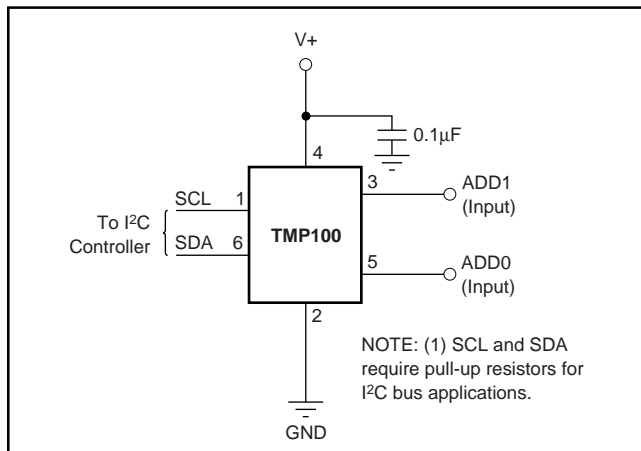 V+
0.1µF
4
3
ADD1
(Input)
SCL
1
To I²C
Controller
TMP100
SDA
6
5
ADD0
(Input)
2
NOTE: (1) SCL and SDA
require pull-up resistors for
I²C bus applications.
GND